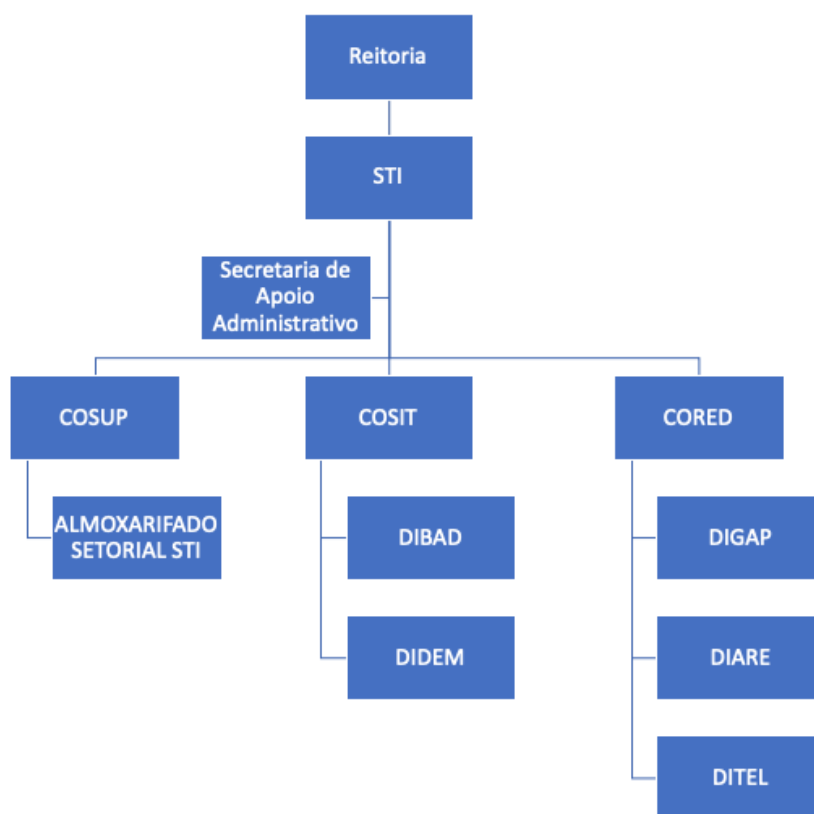 Reitoria
STI
Secretaria de
Apoio
Administrativo
COSUP
COSIT
CORED
ALMOXARIFADO
SETORIAL STI
DIBAD
DIGAP
DIDEM
DIARE
DITEL